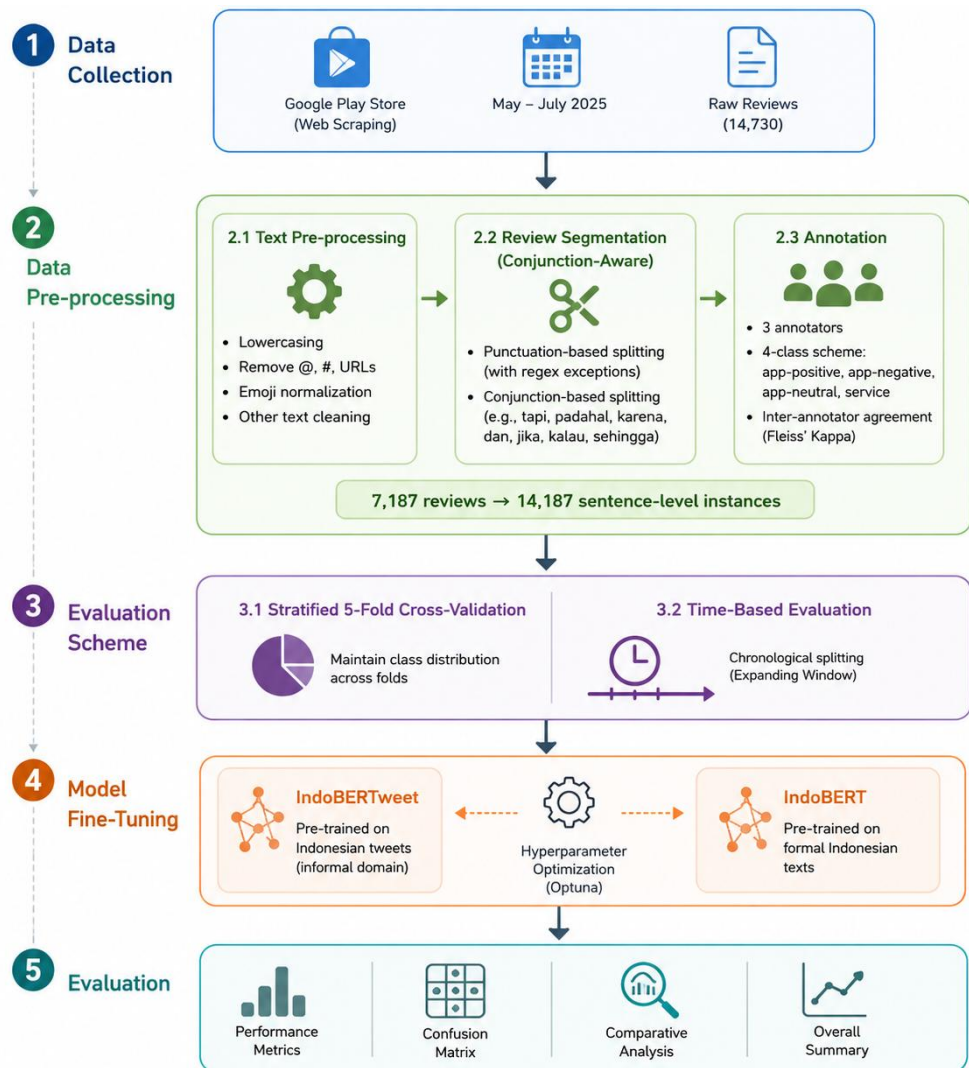 1
Data
Collection
Google Play Store
(Web Scraping)
May – July 2025
Raw Reviews
(14,730)
2
Data
Pre-processing
2.1 Text Pre-processing
• Lowercasing
• Remove @, #, URLs
• Emoji normalization
• Other text cleaning
2.2 Review Segmentation
(Conjunction-Aware)
• Punctuation-based splitting
(with regex exceptions)
• Conjunction-based splitting
(e.g., tapi, padahal, karena,
dan, jika, kalau, sehingga)
2.3 Annotation
• 3 annotators
• 4-class scheme:
app-positive, app-negative,
app-neutral, service
• Inter-annotator agreement
(Fleiss' Kappa)
7,187 reviews → 14,187 sentence-level instances
3
Evaluation
Scheme
3.1 Stratified 5-Fold Cross-Validation
Maintain class distribution
across folds
3.2 Time-Based Evaluation
Chronological splitting
(Expanding Window)
4
Model
Fine-Tuning
IndoBERTweet
Pre-trained on
Indonesian tweets
(informal domain)
Hyperparameter
Optimization
(Optuna)
IndoBERT
Pre-trained on
formal Indonesian
texts
5
Evaluation
Performance
Metrics
Confusion
Matrix
Comparative
Analysis
Overall
Summary